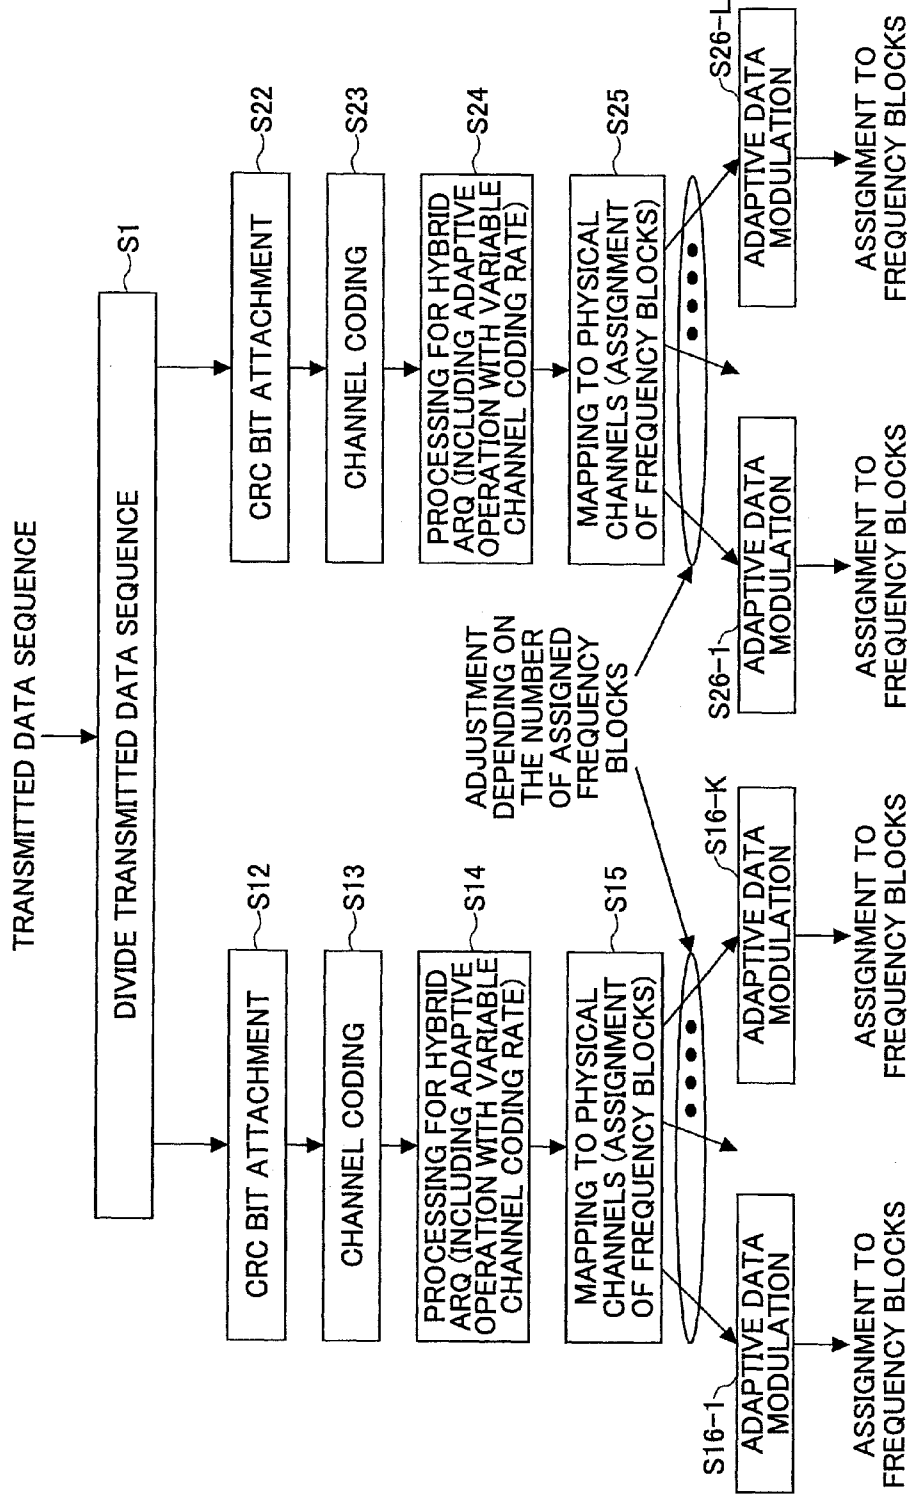 TRANSMITTED DATA SEQUENCE
DIVIDE TRANSMITTED DATA SEQUENCE
S1
CRC BIT ATTACHMENT
S12
CHANNEL CODING
S13
PROCESSING FOR HYBRID
ARQ (INCLUDING ADAPTIVE
OPERATION WITH VARIABLE
CHANNEL CODING RATE)
S14
MAPPING TO PHYSICAL
CHANNELS (ASSIGNMENT
OF FREQUENCY BLOCKS)
S15
S16-1
ADAPTIVE DATA
MODULATION
ASSIGNMENT TO
FREQUENCY BLOCKS
S16-K
ADAPTIVE DATA
MODULATION
ASSIGNMENT TO
FREQUENCY BLOCKS
ADJUSTMENT
DEPENDING ON
THE NUMBER
OF ASSIGNED
FREQUENCY
BLOCKS
CRC BIT ATTACHMENT
S22
CHANNEL CODING
S23
PROCESSING FOR HYBRID
ARQ (INCLUDING ADAPTIVE
OPERATION WITH VARIABLE
CHANNEL CODING RATE)
S24
MAPPING TO PHYSICAL
CHANNELS (ASSIGNMENT
OF FREQUENCY BLOCKS)
S25
S26-1
ADAPTIVE DATA
MODULATION
ASSIGNMENT TO
FREQUENCY BLOCKS
S26-L
ADAPTIVE DATA
MODULATION
ASSIGNMENT TO
FREQUENCY BLOCKS